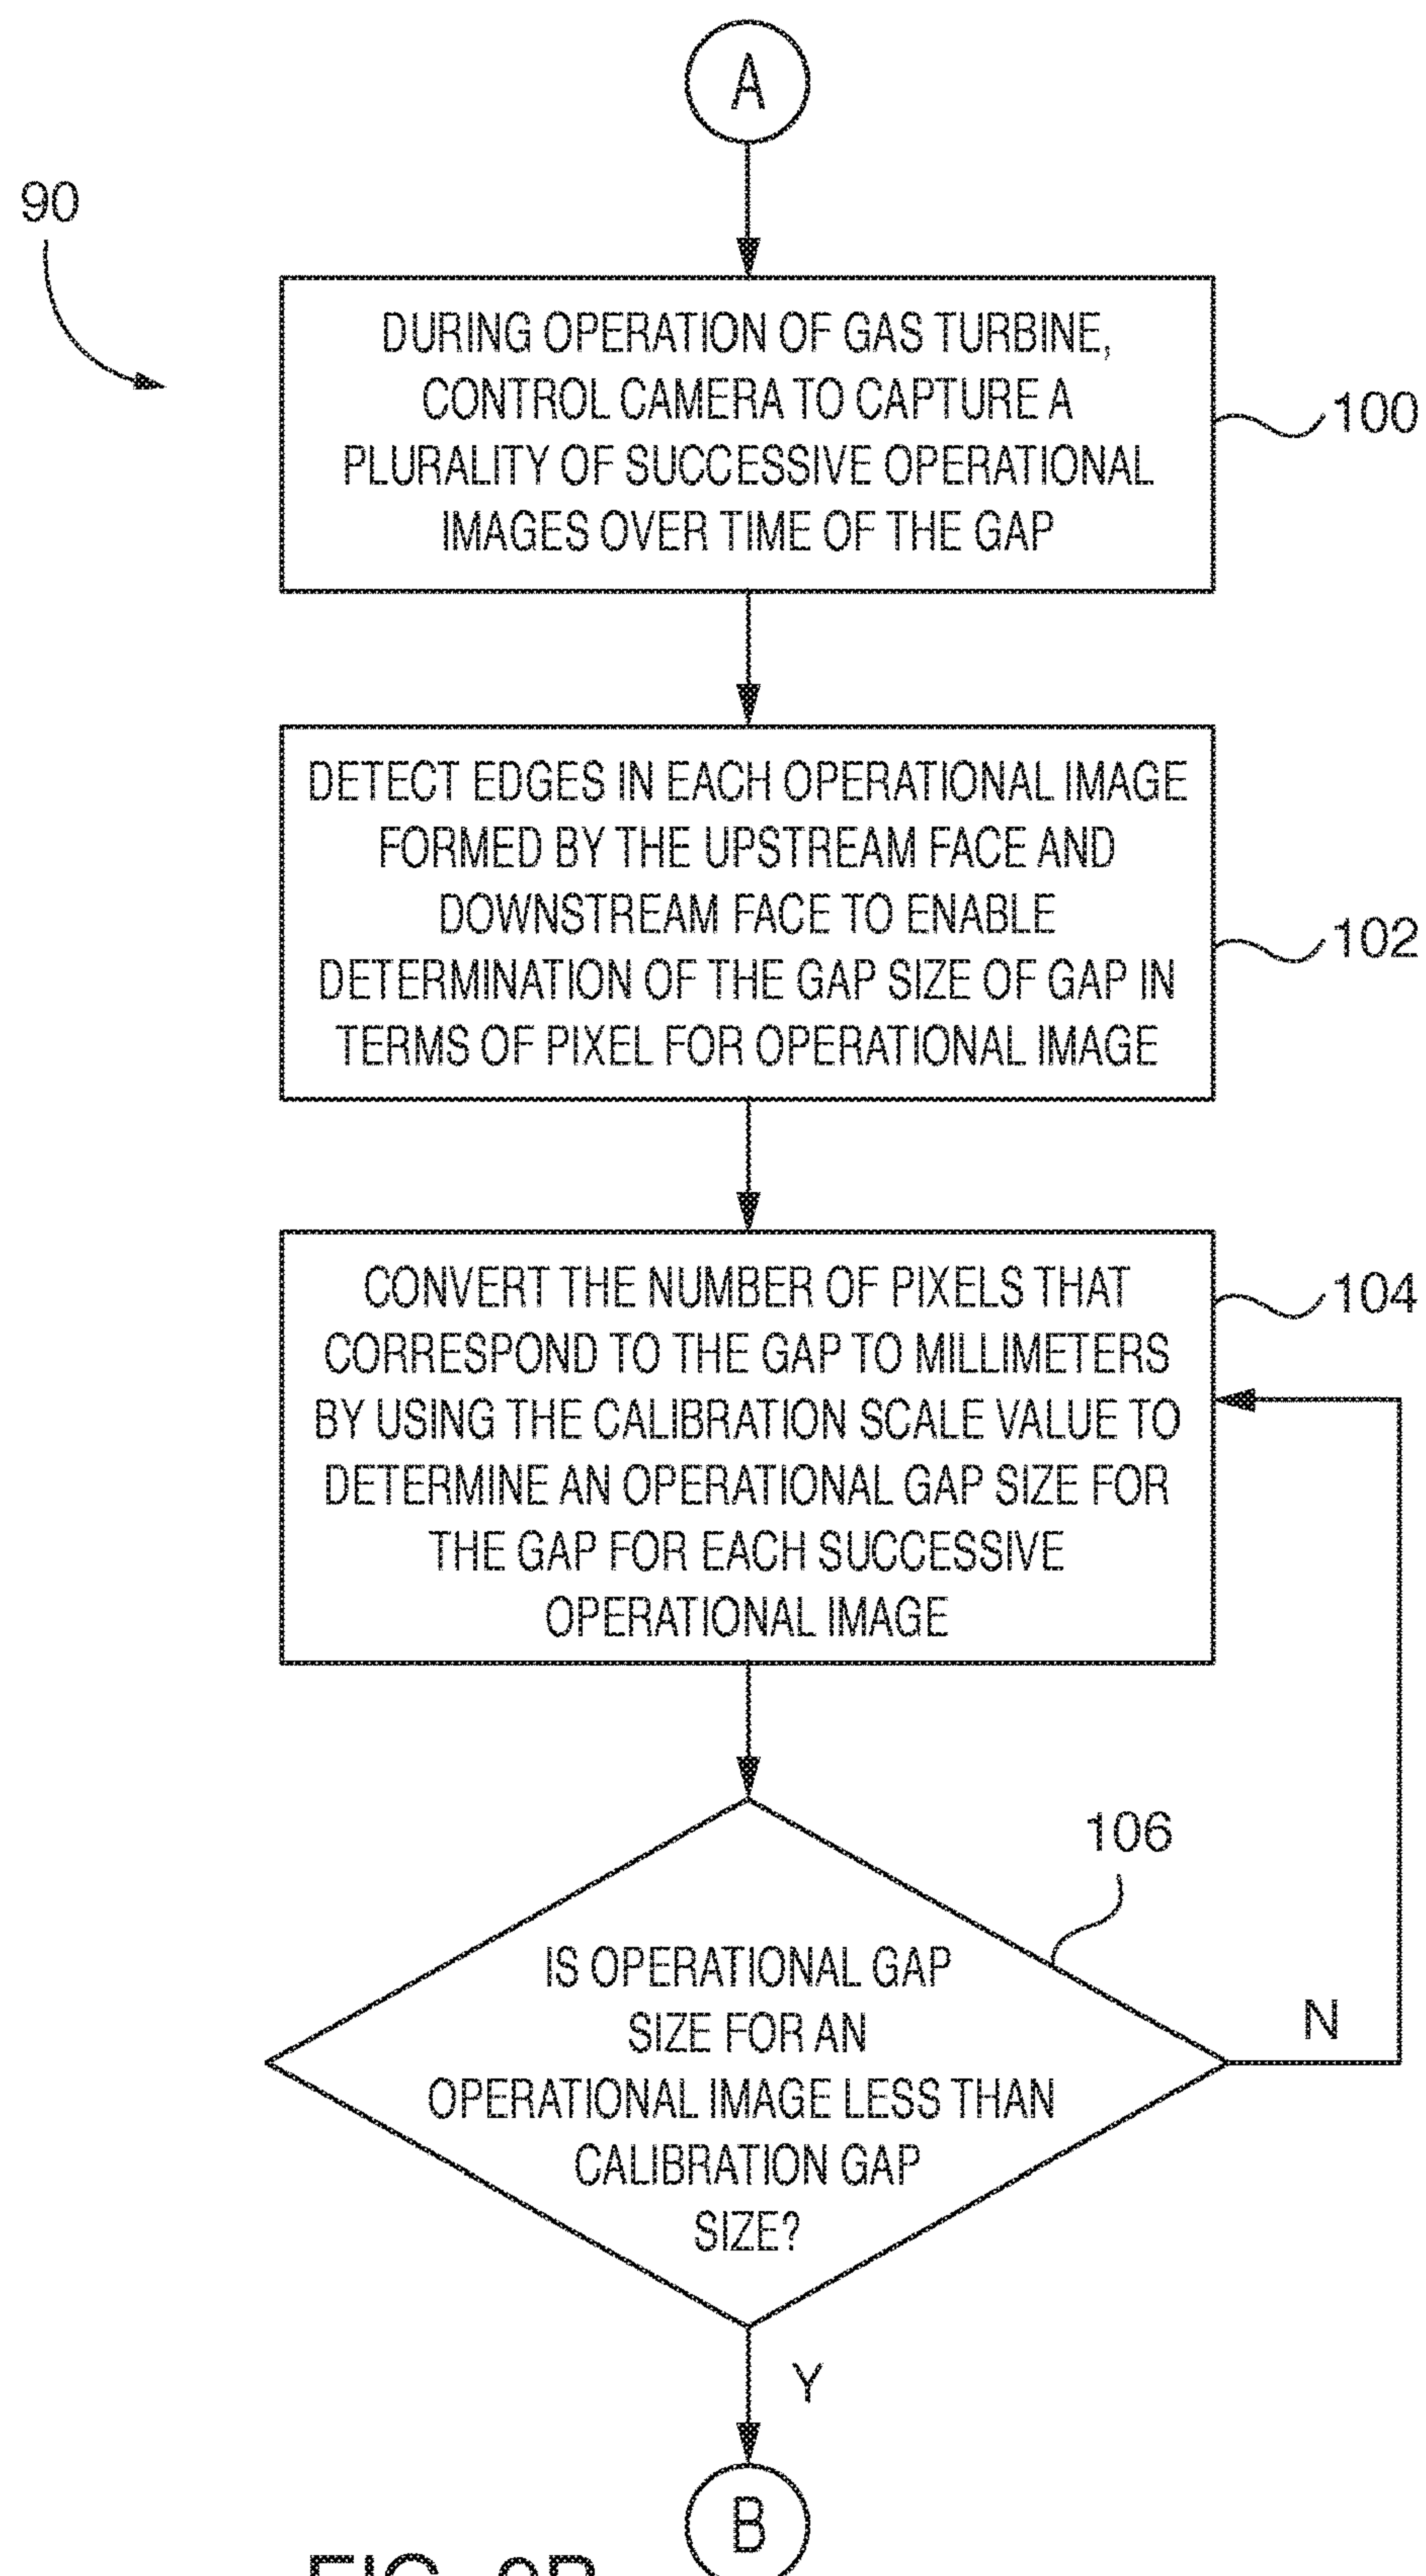 A
90
DURING OPERATION OF GAS TURBINE,
CONTROL CAMERA TO CAPTURE A
PLURALITY OF SUCCESSIVE OPERATIONAL
IMAGES OVER TIME OF THE GAP
100
DETECT EDGES IN EACH OPERATIONAL IMAGE
FORMED BY THE UPSTREAM FACE AND
DOWNSTREAM FACE TO ENABLE
DETERMINATION OF THE GAP SIZE OF GAP IN
TERMS OF PIXEL FOR OPERATIONAL IMAGE
102
CONVERT THE NUMBER OF PIXELS THAT
CORRESPOND TO THE GAP TO MILLIMETERS
BY USING THE CALIBRATION SCALE VALUE TO
DETERMINE AN OPERATIONAL GAP SIZE FOR
THE GAP FOR EACH SUCCESSIVE
OPERATIONAL IMAGE
104
106
IS OPERATIONAL GAP
SIZE FOR AN
OPERATIONAL IMAGE LESS THAN
CALIBRATION GAP
SIZE?
N
Y
B
FIG.